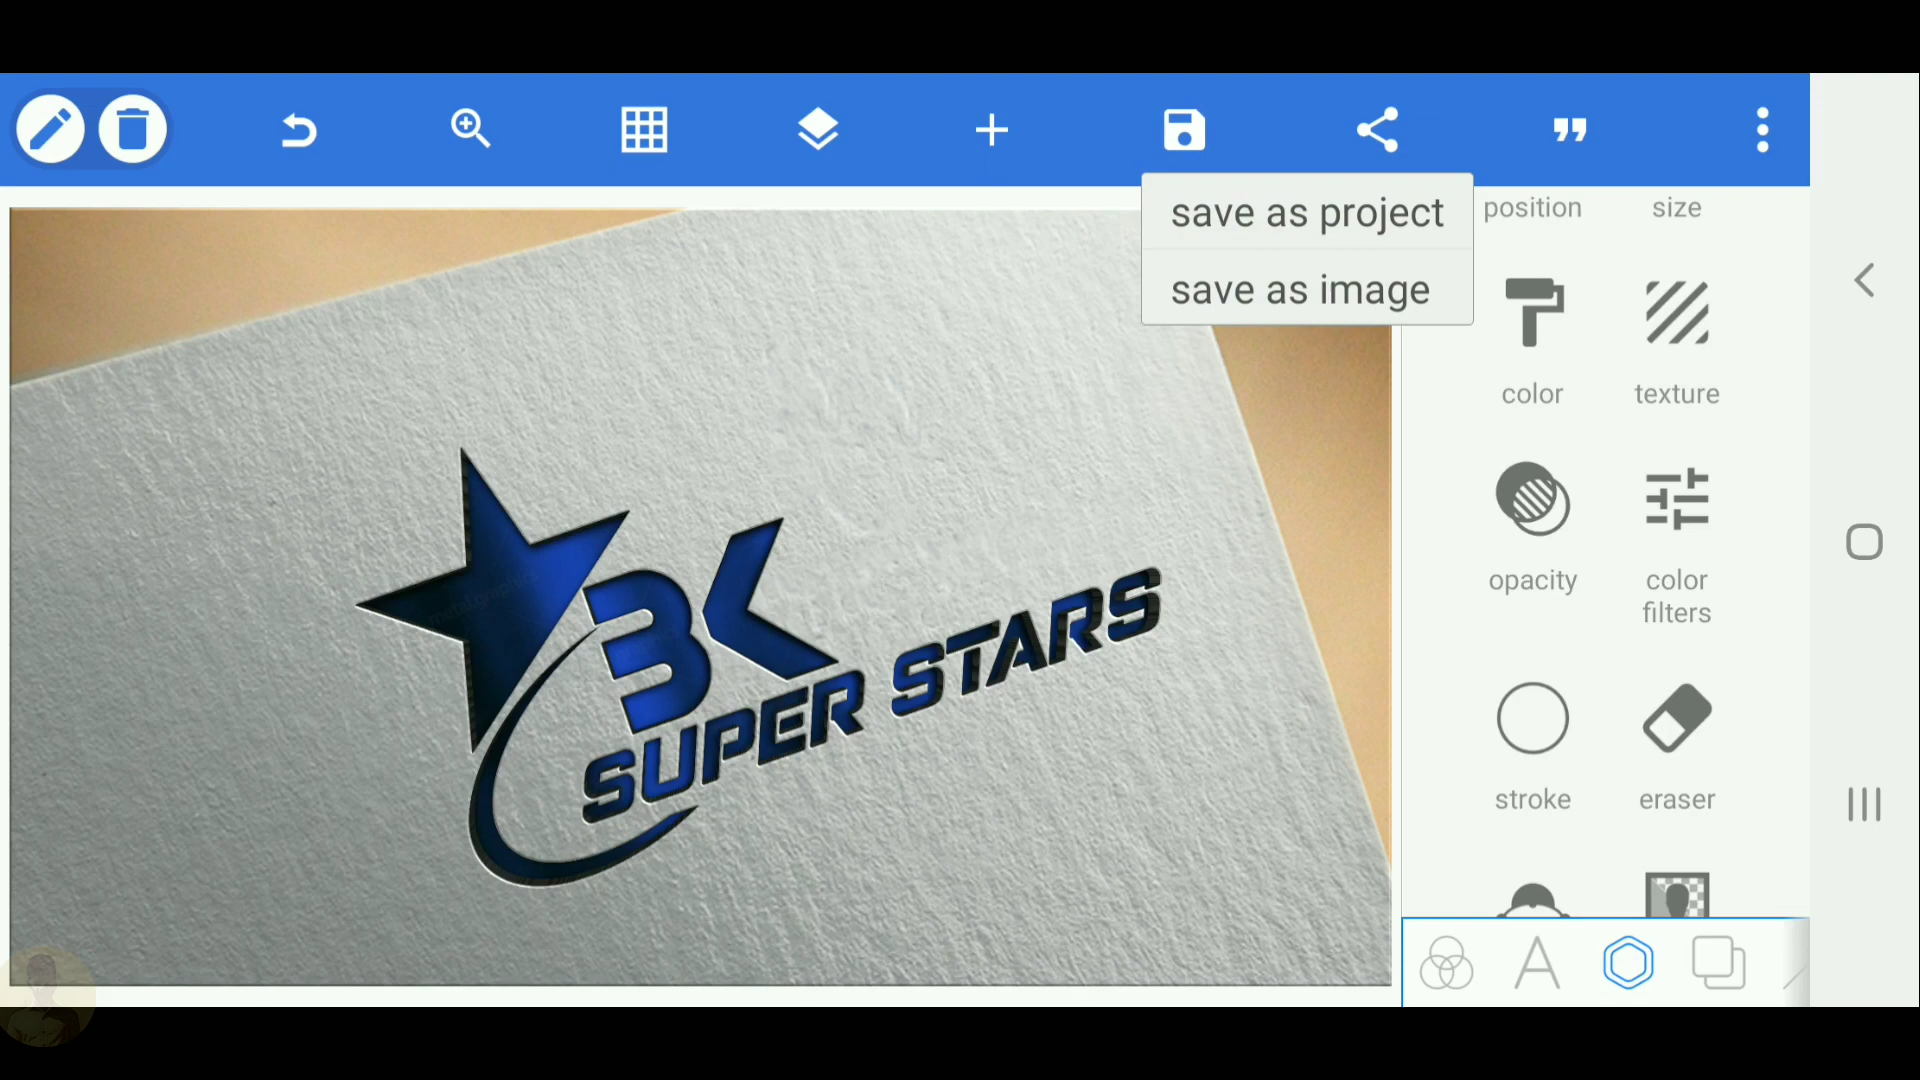 save as project
save as image
position
size
color
texture
opacity
color
filters
stroke
eraser
BK
SUPER STARS